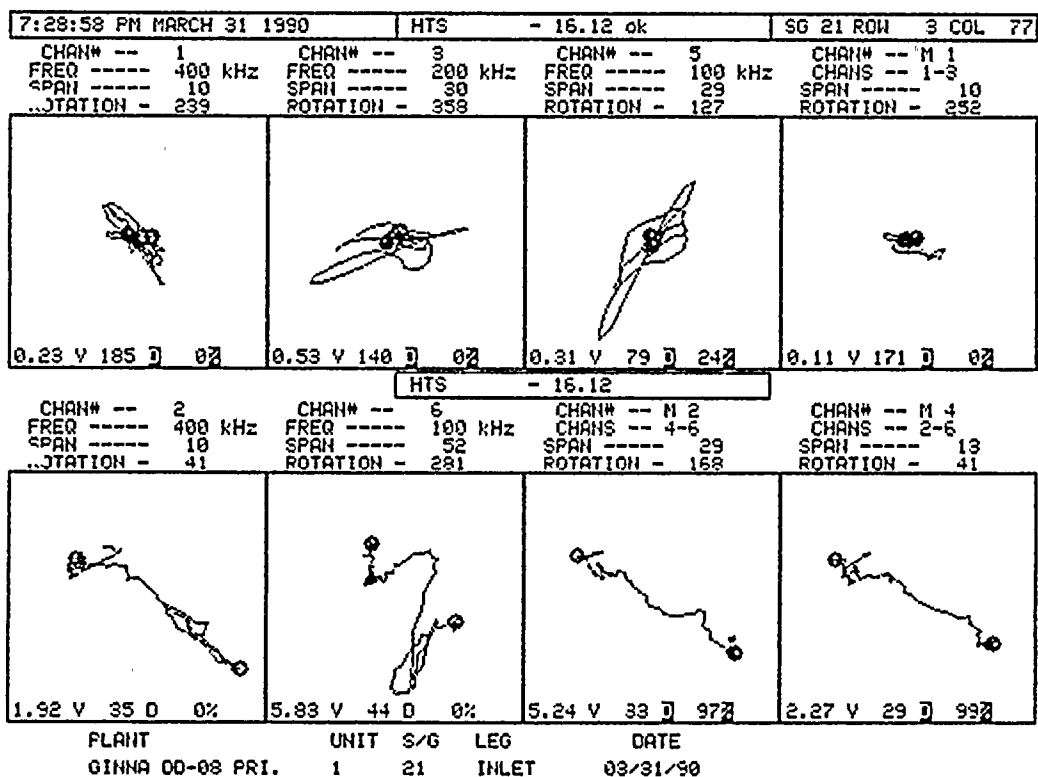 7:28:58 PM MARCH 31 1990 HTS - 16.12 ok SG 21 ROW 3 COL 77
CHAN# -- 1 CHAN# -- 3 CHAN# -- 5 CHAN# -- M 1
FREQ ----- 400 kHz FREQ ----- 200 kHz FREQ ----- 100 kHz CHANS -- 1-3
SPAN ----- 10 SPAN ----- 30 SPAN ----- 29 SPAN ----- 10
..OTATION - 239 ROTATION - 358 ROTATION - 127 ROTATION - 252
0.23 V 185 D 0% 0.53 V 140 D 0% 0.31 V 79 D 24% 0.11 V 171 D 0%
HTS - 16.12
CHAN# -- 2 CHAN# -- 6 CHAN# -- M 2 CHAN# -- M 4
FREQ ----- 400 kHz FREQ ----- 100 kHz CHANS -- 4-6 CHANS -- 2-6
SPAN ----- 10 SPAN ----- 52 SPAN ----- 29 SPAN ----- 13
..OTATION - 41 ROTATION - 281 ROTATION - 168 ROTATION - 41
1.92 V 35 D 0% 5.83 V 44 D 0% 5.24 V 33 D 97% 2.27 V 29 D 99%
PLANT UNIT S/G LEG DATE
GINNA OD-08 PRI. 1 21 INLET 03/31/90